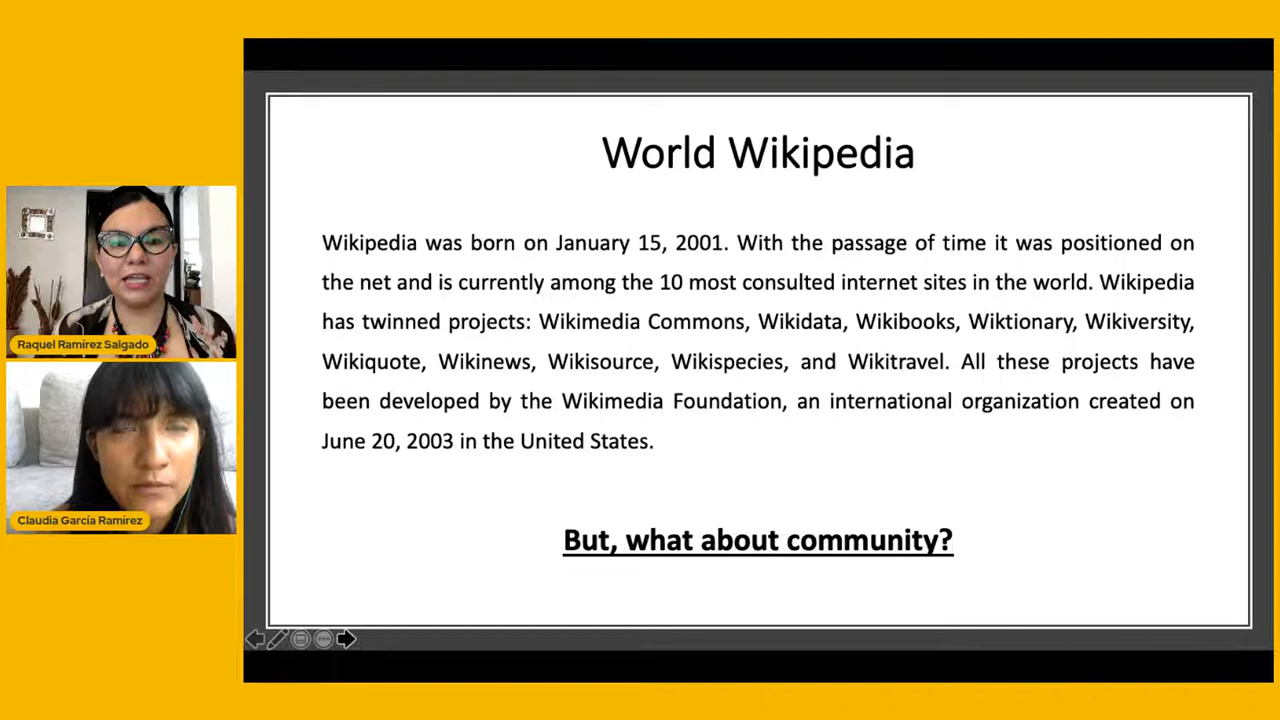 World Wikipedia
Wikipedia was born on January 15, 2001. With the passage of time it was positioned on
the net and is currently among the 10 most consulted internet sites in the world. Wikipedia
has twinned projects: Wikimedia Commons, Wikidata, Wikibooks, Wiktionary, Wikiversity,
Wikiquote, Wikinews, Wikisource, Wikispecies, and Wikitravel. All these projects have
been developed by the Wikimedia Foundation, an international organization created on
June 20, 2003 in the United States.
But, what about community?
Raquel Ramírez Salgado
Claudia García Ramírez